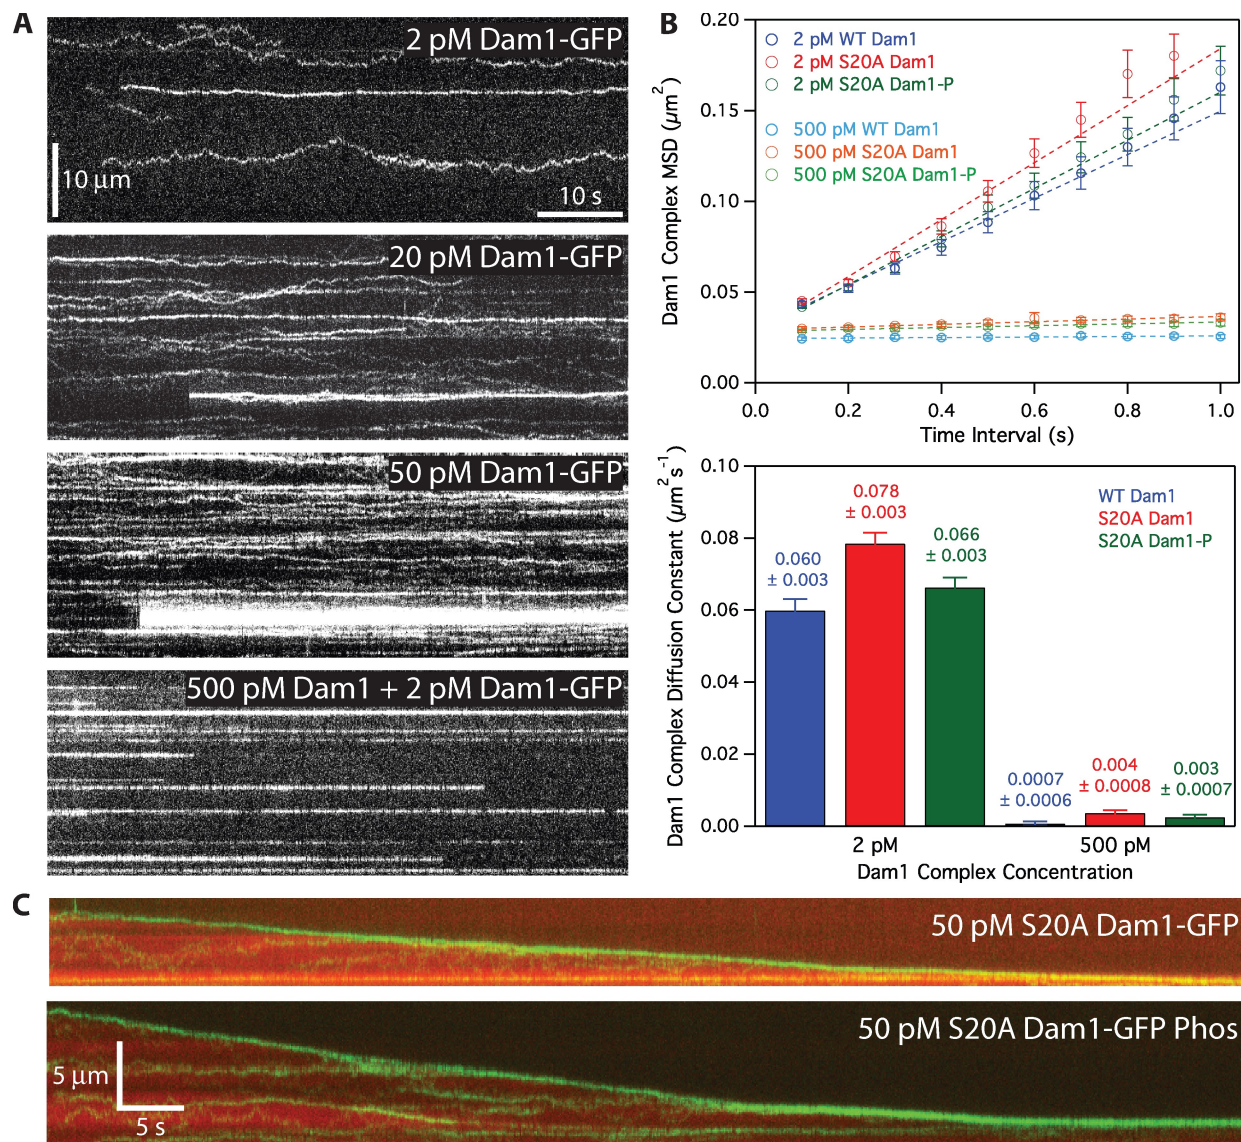 A
2 pM Dam1-GFP
10 μm
10 s
20 pM Dam1-GFP
50 pM Dam1-GFP
500 pM Dam1 + 2 pM Dam1-GFP
B
Dam1 Complex MSD (μm²)
0.20
0.15
0.10
0.05
0.00
2 pM WT Dam1
2 pM S20A Dam1
2 pM S20A Dam1-P
500 pM WT Dam1
500 pM S20A Dam1
500 pM S20A Dam1-P
0.0 0.2 0.4 0.6 0.8 1.0
Time Interval (s)
Dam1 Complex Diffusion Constant (μm² s⁻¹)
0.10
0.08
0.06
0.04
0.02
0.00
WT Dam1
S20A Dam1
S20A Dam1-P
0.060
± 0.003
0.078
± 0.003
0.066
± 0.003
0.0007
± 0.0006
0.004
± 0.0008
0.003
± 0.0007
2 pM 500 pM
Dam1 Complex Concentration
C
50 pM S20A Dam1-GFP
50 pM S20A Dam1-GFP Phos
5 μm
5 s